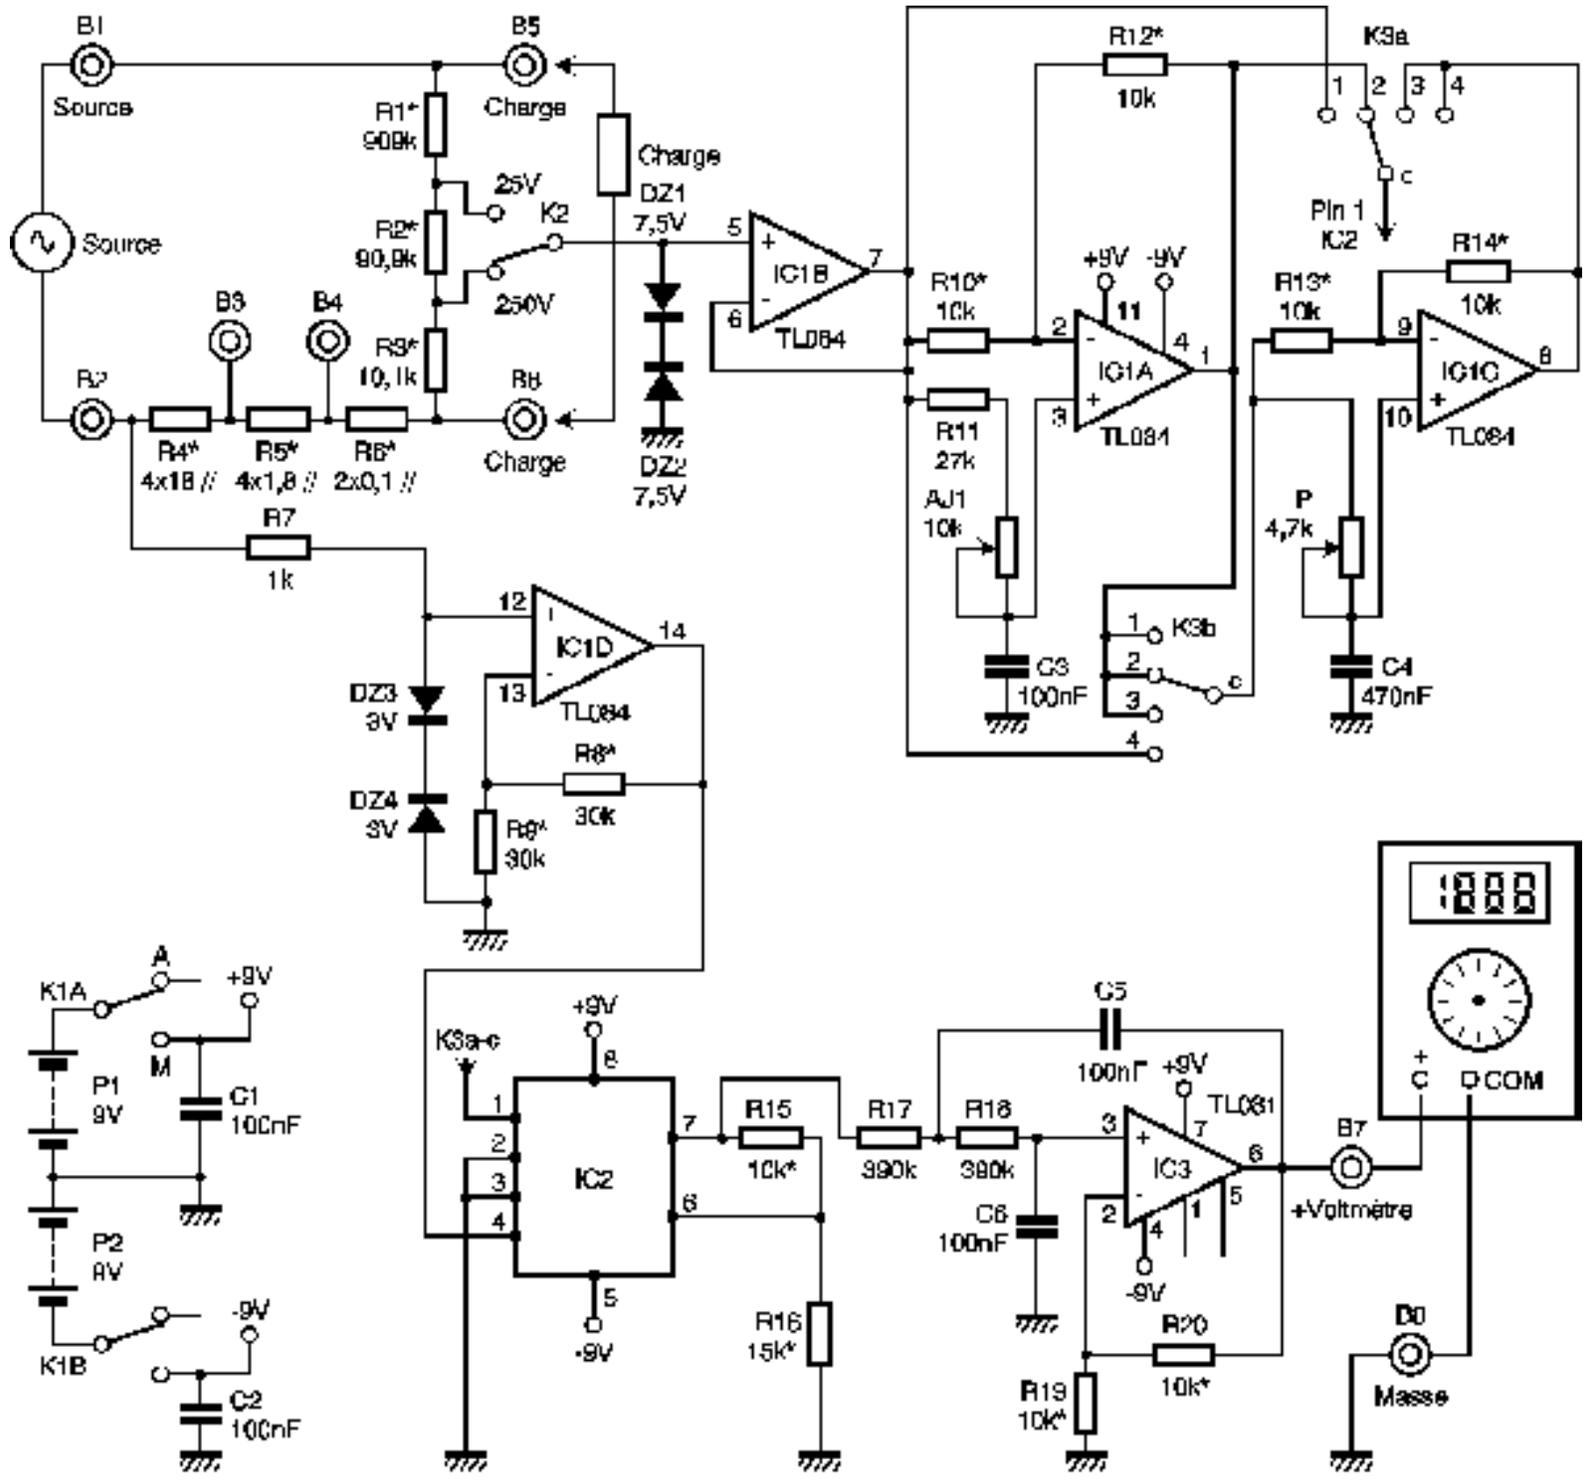 B1
B5
Source
Charge
R1*
909k
25V
K2
R2*
90,9k
Source
250V
B3
B4
R3*
10,1k
B2
B6
Charge
Charge
R4*
4x18 //
R5*
4x1,8 //
R6*
2x0,1 //
DZ1
7,5V
DZ2
7,5V
5
6
7
+
-
IC1B
TL084
R12*
10k
K3a
1
2
3
4
c
Pin 1
IC2
R10*
10k
+9V
-9V
11
4
2
3
1
-
+
IC1A
TL084
R11
27k
AJ1
10k
C3
100nF
R13*
10k
R14*
10k
9
10
8
-
+
IC1C
TL084
P
4,7k
C4
470nF
1
K3b
2
c
3
4
R7
1k
12
13
14
-
IC1D
TL084
DZ3
3V
DZ4
3V
R8*
30k
R9*
30k
A
K1A
+9V
M
P1
9V
C1
100nF
P2
9V
-9V
K1B
C2
100nF
K3a-c
+9V
8
1
2
3
4
7
6
IC2
5
-9V
R15
10k*
R16
15k*
R17
390k
R18
390k
C5
100nF
C6
100nF
+9V
TL081
3
7
+
IC3
6
-
2
4
1
5
-9V
R20
10k*
R19
10k*
B7
+Voltmètre
+
COM
1888
Masse